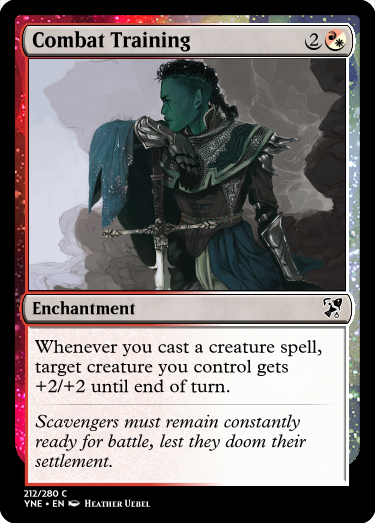 Combat Training 2
Enchantment
Whenever you cast a creature spell,
target creature you control gets
+2/+2 until end of turn.
Scavengers must remain constantly
ready for battle, lest they doom their
settlement.
212/280 C
YNE • EN HEATHER UEBEL